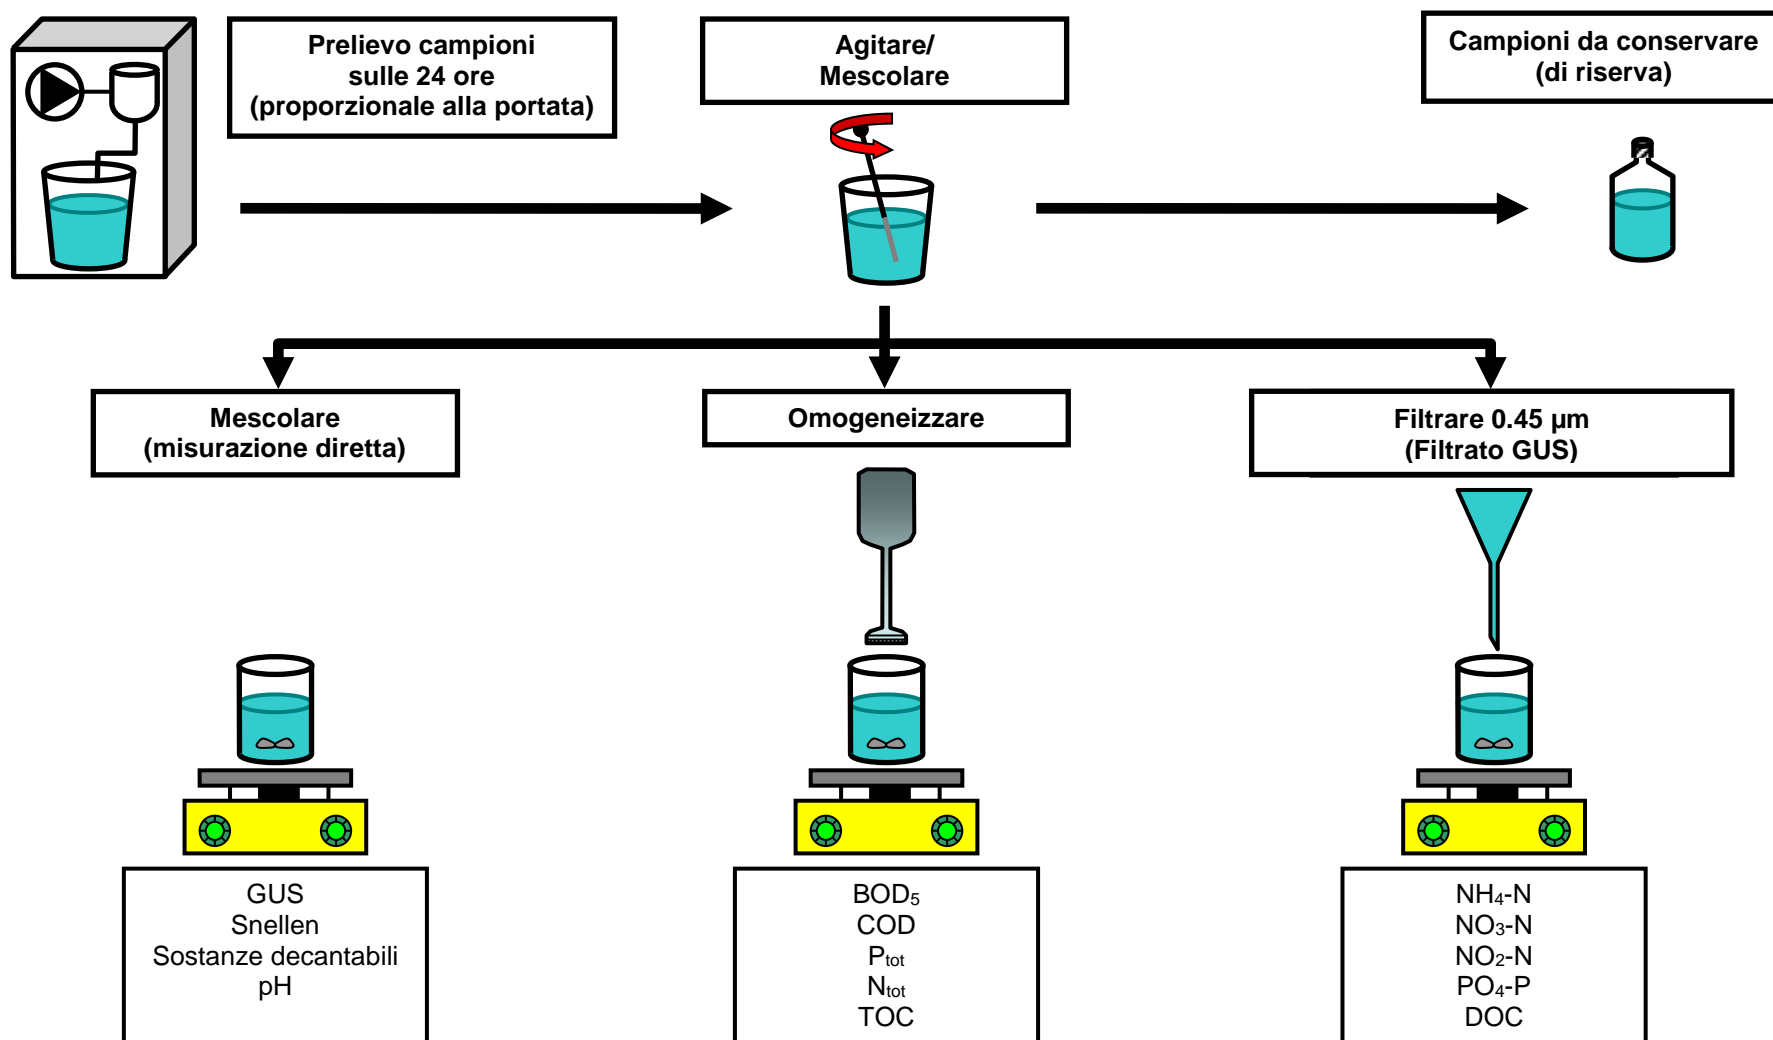 Prelievo campioni
sulle 24 ore
(proporzionale alla portata)
Agitare/
Mescolare
Campioni da conservare
(di riserva)
Mescolare
(misurazione diretta)
Omogeneizzare
Filtrare 0.45 µm
(Filtrato GUS)
GUS
Snellen
Sostanze decantabili
pH
BOD₅
COD
Ptot
Ntot
TOC
NH₄-N
NO₃-N
NO₂-N
PO₄-P
DOC